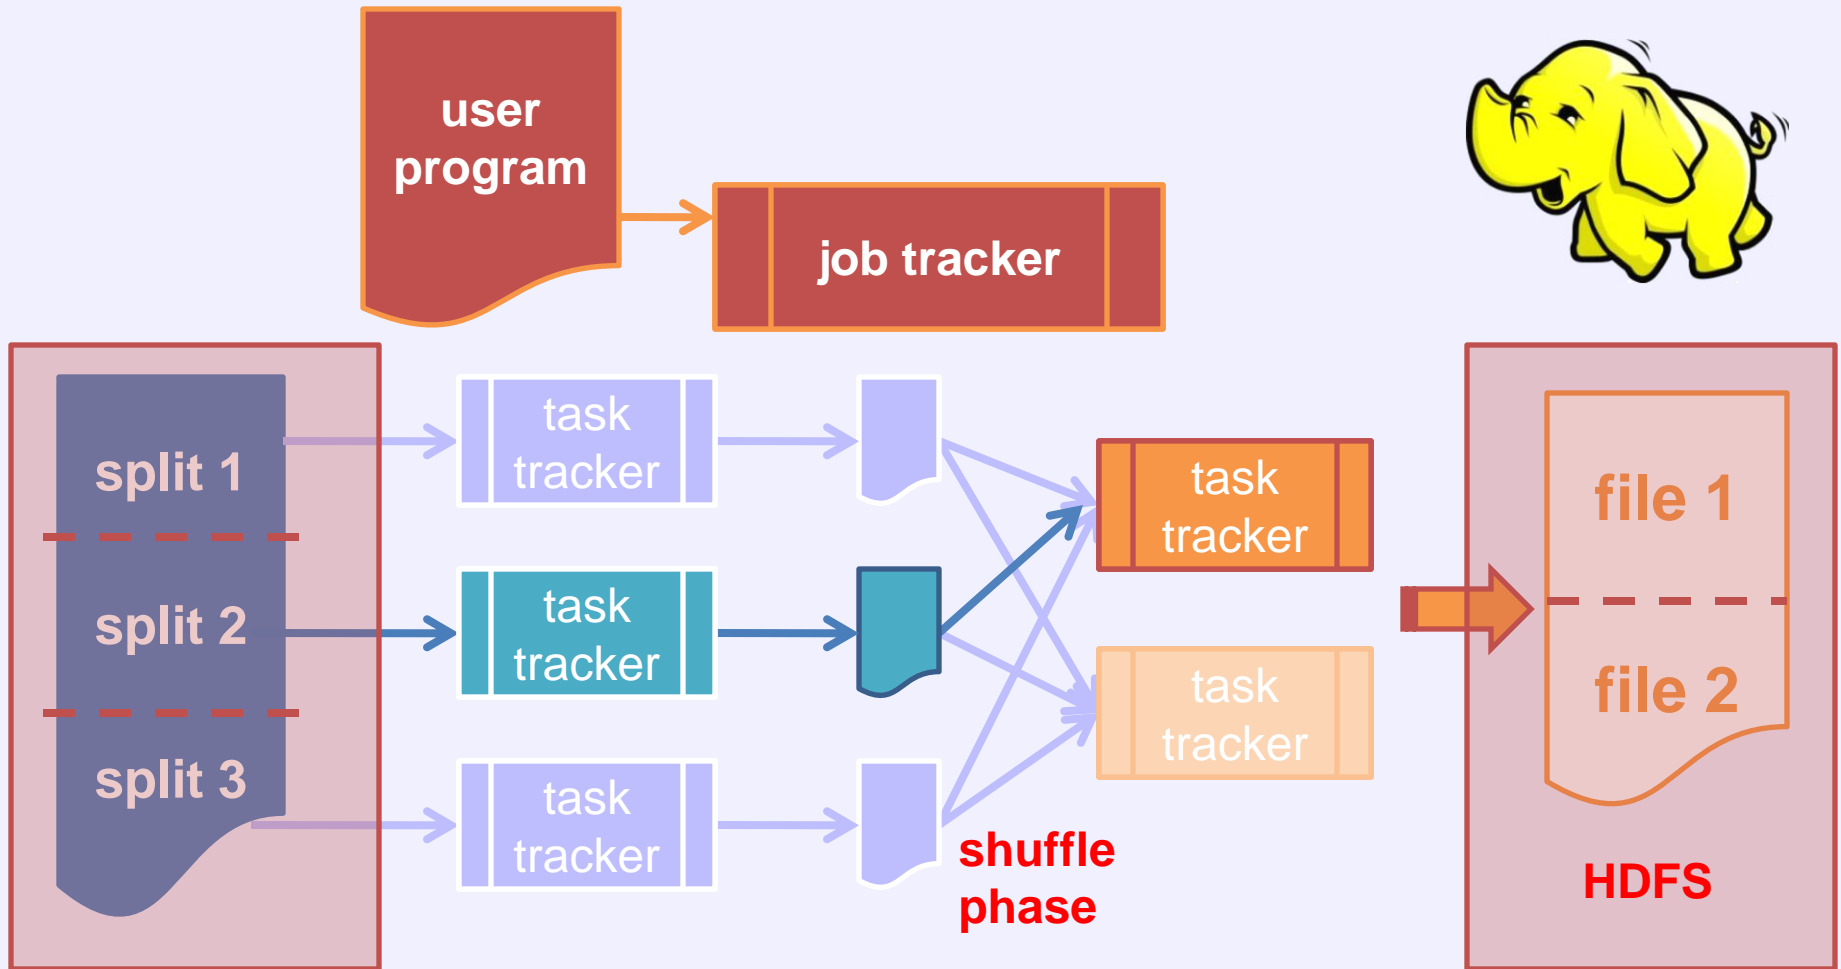 user
program
job tracker
split 1
split 2
split 3
task
tracker
task
tracker
task
tracker
task
tracker
task
tracker
shuffle
phase
file 1
file 2
HDFS